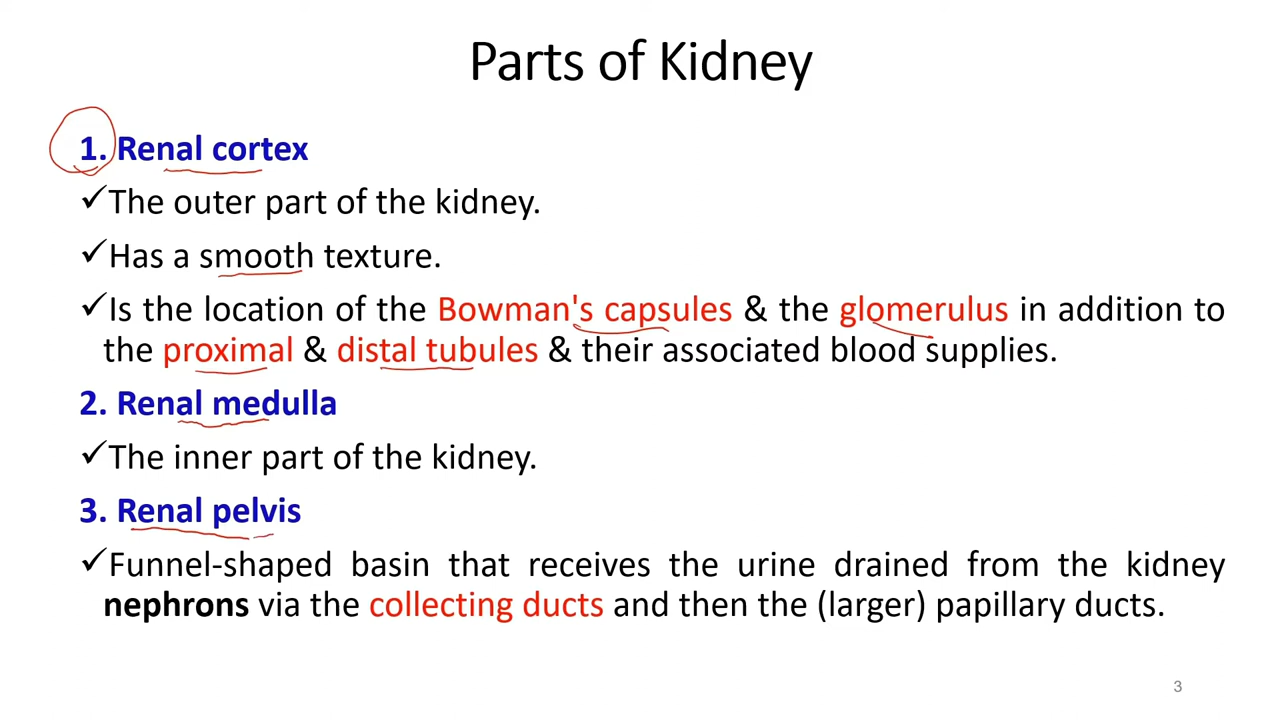 Parts of Kidney
1. Renal cortex
✓The outer part of the kidney.
✓Has a smooth texture.
✓Is the location of the Bowman's capsules & the glomerulus in addition to
the proximal & distal tubules & their associated blood supplies.
2. Renal medulla
✓The inner part of the kidney.
3. Renal pelvis
✓Funnel-shaped basin that receives the urine drained from the kidney
nephrons via the collecting ducts and then the (larger) papillary ducts.
3